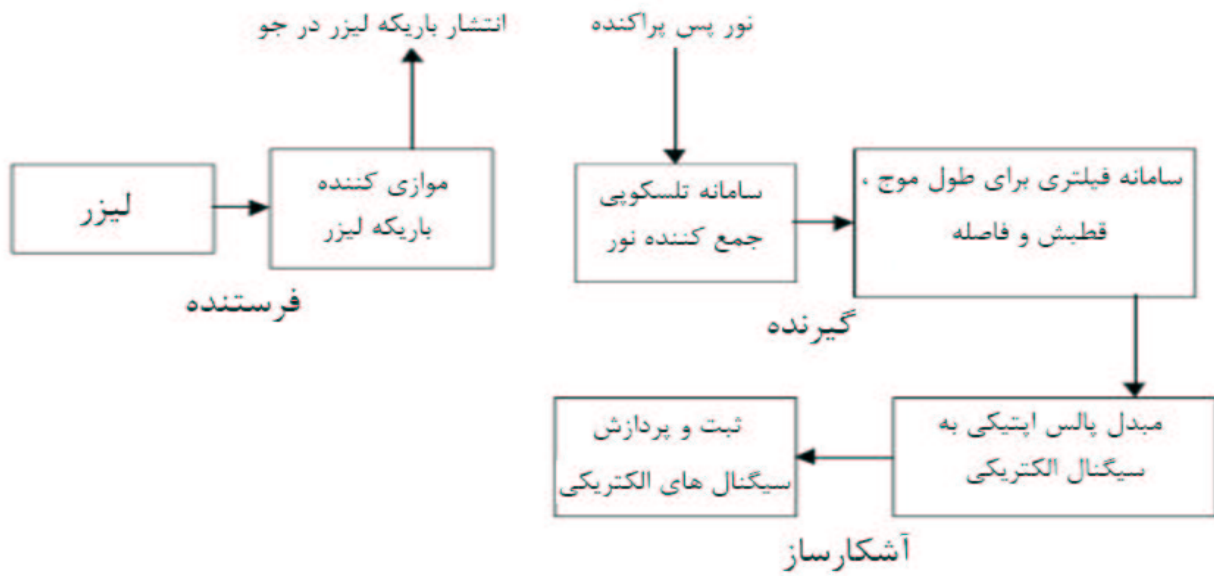 انتشار باریکه لیزر در جو
نور پس پراکنده
لیزر
موازی کننده
باریکه لیزر
فرستنده
سامانه تلسکوپی
جمع کننده نور
سامانه فیلتری برای طول موج ،
قطبش و فاصله
گیرنده
مبدل پالس اپتیکی به
سیگنال الکتریکی
ثبت و پردازش
سیگنال های الکتریکی
آشکارساز